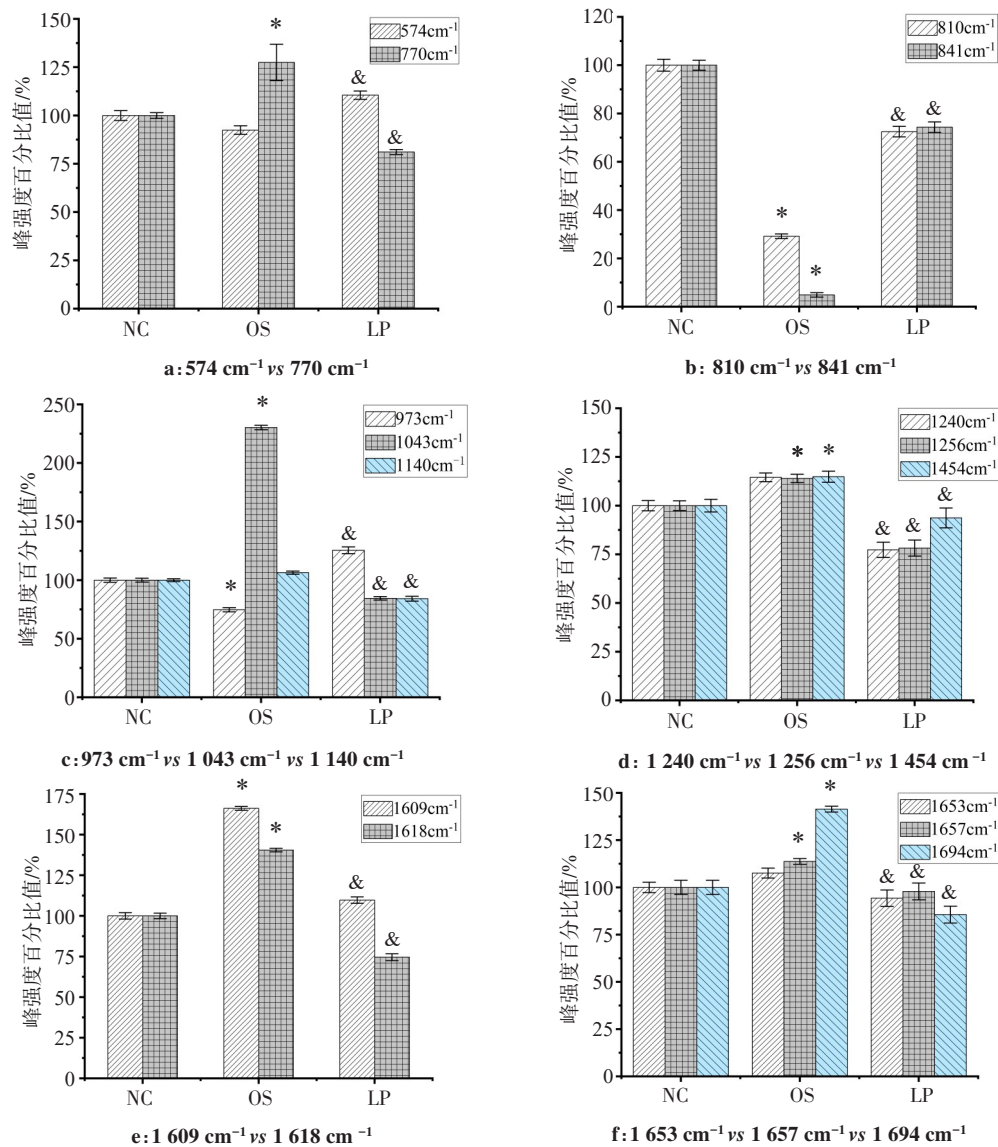 150
125
100
75
50
25
0
峰强度百分比值/%
*
&
&
574cm⁻¹
770cm⁻¹
NC OS LP
a:574 cm⁻¹ vs 770 cm⁻¹
120
100
80
60
40
20
0
峰强度百分比值/%
*
*
& &
810cm⁻¹
841cm⁻¹
NC OS LP
b: 810 cm⁻¹ vs 841 cm⁻¹
250
200
150
100
50
0
峰强度百分比值/%
*
*
&
& &
973cm⁻¹
1043cm⁻¹
1140cm⁻¹
NC OS LP
c:973 cm⁻¹ vs 1 043 cm⁻¹ vs 1 140 cm⁻¹
150
125
100
75
50
25
0
峰强度百分比值/%
* *
&
& &
1240cm⁻¹
1256cm⁻¹
1454cm⁻¹
NC OS LP
d: 1 240 cm⁻¹ vs 1 256 cm⁻¹ vs 1 454 cm⁻¹
175
150
125
100
75
50
25
0
峰强度百分比值/%
*
*
&
&
1609cm⁻¹
1618cm⁻¹
NC OS LP
e:1 609 cm⁻¹ vs 1 618 cm ⁻¹
150
125
100
75
50
25
0
峰强度百分比值/%
*
*
& &
&
1653cm⁻¹
1657cm⁻¹
1694cm⁻¹
NC OS LP
f:1 653 cm⁻¹ vs 1 657 cm⁻¹ vs 1 694 cm⁻¹